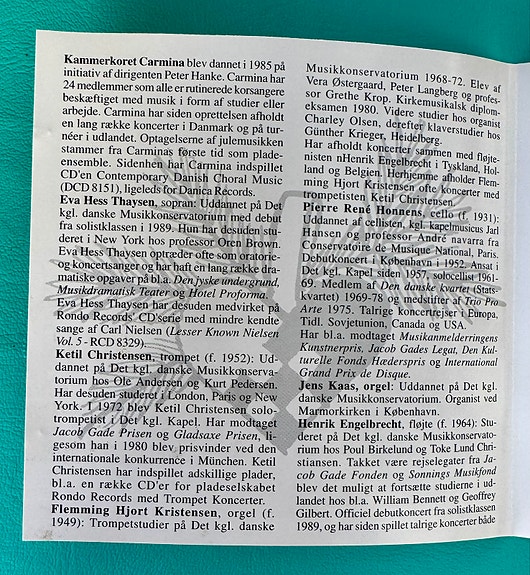 Kammerkoret Carmina blev dannet i 1985 på
initiativ af dirigenten Peter Hanke. Carmina har
24 medlemmer som alle er rutinerede korsangere
beskæftiget med musik i form af studier eller
arbejde. Carmina har siden oprettelsen afholdt
en lang række koncerter i Danmark og på tur-
néer i udlandet. Optagelserne af julemusikken
stammer fra Carminas første tid som plade-
ensemble. Sidenhen har Carmina indspillet
CD'en Contemporary Danish Choral Music
(DCD 8151), ligeledes for Danica Records.
Eva Hess Thaysen, sopran: Uddannet på Det
kgl. danske Musikkonservatorium med debut
fra solistklassen i 1989. Hun har desuden stu-
deret i New York hos professor Oren Brown.
Eva Hess Thaysen optræder ofte som oratorie-
og koncertsanger og har haft en lang række dra-
matiske opgaver på bl.a. Den jyske undergrund,
Musikdramatisk Teater og Hotel Proforma.
Eva Hess Thaysen har desuden medvirket på
Rondo Records' CD'serie med mindre kendte
sange af Carl Nielsen (Lesser Known Nielsen
Vol. 5 - RCD 8329).
Ketil Christensen, trompet (f. 1952): Ud-
dannet på Det kgl. danske Musikkonserva-
torium hos Ole Andersen og Kurt Pedersen.
Har desuden studeret i London, Paris og New
York. I 1972 blev Ketil Christensen solo-
trompetist i Det kgl. Kapel. Har modtaget
Jacob Gade Prisen og Gladsaxe Prisen, li-
gesom han i 1980 blev prisvinder ved den
internationale konkurrence i München. Ketil
Christensen har indspillet adskillige plader,
bl.a. en række CD'er for pladeselskabet
Rondo Records med Trompet Koncerter.
Flemming Hjort Kristensen, orgel (f.
1949): Trompetstudier på Det kgl. danske
Musikkonservatorium 1968-72. Elev af
Vera Østergaard, Peter Langberg og profes-
sor Grethe Krop. Kirkemusikalsk diplom-
eksamen 1980. Videre studier hos organist
Charley Olsen, derefter klaverstudier hos
Günther Krieger, Heidelberg.
Har afholdt koncerter sammen med fløjte-
nisten nHenrik Engelbrecht i Tyskland, Hol-
land og Belgien. Herhjemme afholder Flem-
ming Hjort Kristensen ofte koncerter med
trompetisten Ketil Christensen.
Pierre René Honnens, cello (f. 1931):
Uddannet af cellisten, kgl. kapelmusicus Jarl
Hansen og professor André navarra fra
Conservatoire de Musique National, Paris.
Debutkoncert i København i 1952. Ansat i
Det kgl. Kapel siden 1957, solocellist 1961-
69. Medlem af Den danske kvartet (Stats-
kvartet) 1969-78 og medstifter af Trio Pro
Arte 1975. Talrige koncertrejser i Europa,
Tidl. Sovjetunion, Canada og USA.
Har bl.a. modtaget Musikanmelderringens
Kunstnerpris, Jacob Gades Legat, Den Kul-
turelle Fonds Hæderspris og International
Grand Prix de Disque.
Jens Kaas, orgel: Uddannet på Det kgl.
danske Musikkonservatorium. Organist ved
Marmorkirken i København.
Henrik Engelbrecht, fløjte (f. 1964): Stu-
deret på Det kgl. danske Musikkonservato-
rium hos Poul Birkelund og Toke Lund Chri-
stiansen. Takket være rejselegater fra Ja-
cob Gade Fonden og Sonnings Musikfond
blev det muligt at fortsætte studierne i ud-
landet hos bl.a. William Bennett og Geoffrey
Gilbert. Officiel debutkoncert fra solistklassen
1989, og har siden spillet talrige koncerter både